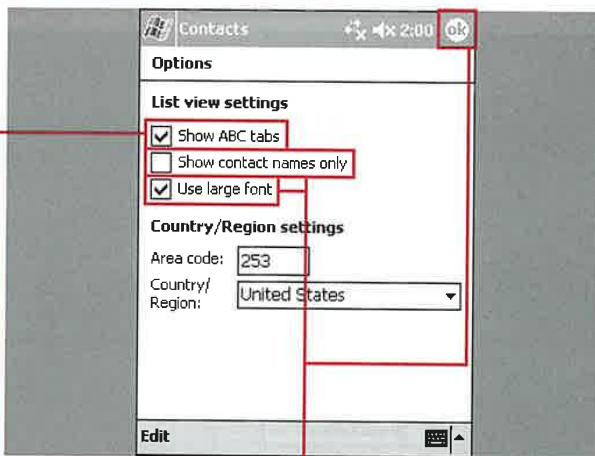 Contacts 2:00 ok
Options
List view settings
Show ABC tabs
Show contact names only
Use large font
Country/Region settings
Area code: 253
Country/
Region: United States
Edit